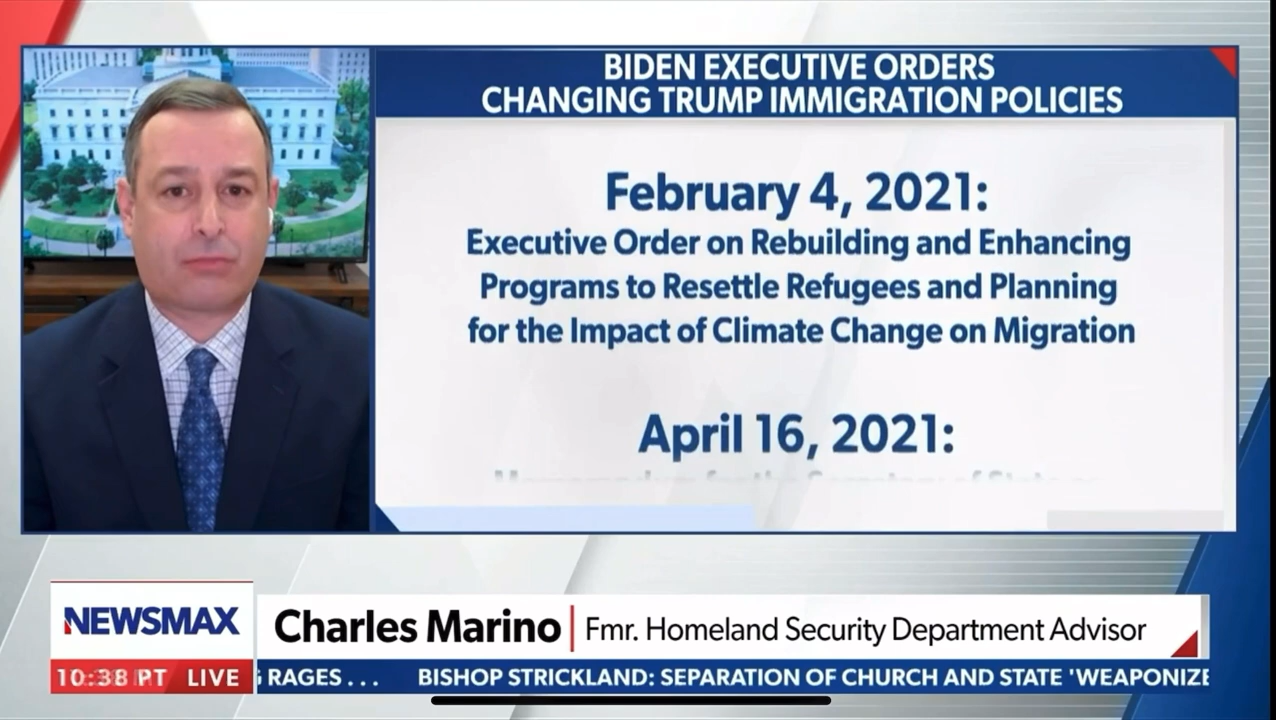 BIDEN EXECUTIVE ORDERS
CHANGING TRUMP IMMIGRATION POLICIES
February 4, 2021:
Executive Order on Rebuilding and Enhancing
Programs to Resettle Refugees and Planning
for the Impact of Climate Change on Migration
April 16, 2021:
NEWSMAX
Charles Marino
Fmr. Homeland Security Department Advisor
10:38 PT LIVE
RAGES... BISHOP STRICKLAND: SEPARATION OF CHURCH AND STATE 'WEAPONIZE